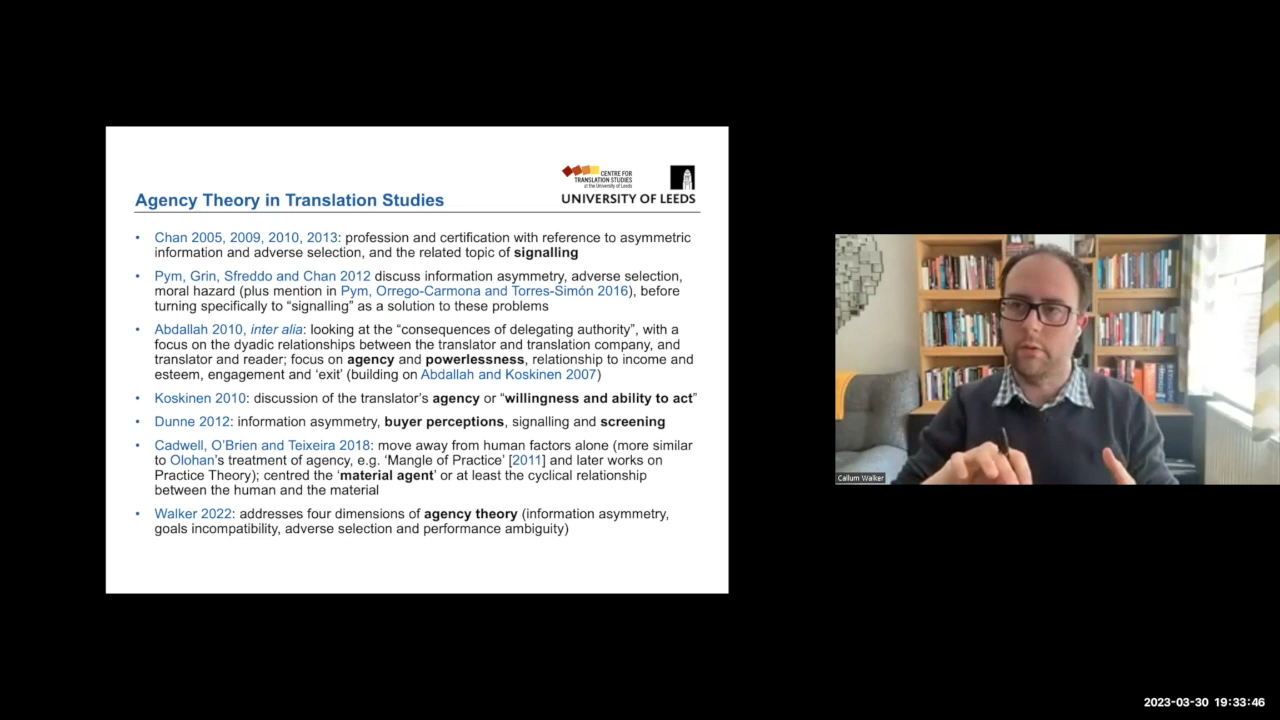 CENTRE FOR
TRANSLATION STUDIES
at the University of Leeds
UNIVERSITY OF LEEDS
Agency Theory in Translation Studies
• Chan 2005, 2009, 2010, 2013: profession and certification with reference to asymmetric
information and adverse selection, and the related topic of signalling
• Pym, Grin, Sfreddo and Chan 2012 discuss information asymmetry, adverse selection,
moral hazard (plus mention in Pym, Orrego-Carmona and Torres-Simón 2016), before
turning specifically to “signalling” as a solution to these problems
• Abdallah 2010, inter alia: looking at the “consequences of delegating authority”, with a
focus on the dyadic relationships between the translator and translation company, and
translator and reader; focus on agency and powerlessness, relationship to income and
esteem, engagement and ‘exit’ (building on Abdallah and Koskinen 2007)
• Koskinen 2010: discussion of the translator’s agency or “willingness and ability to act”
• Dunne 2012: information asymmetry, buyer perceptions, signalling and screening
• Cadwell, O’Brien and Teixeira 2018: move away from human factors alone (more similar
to Olohan’s treatment of agency, e.g. ‘Mangle of Practice’ [2011] and later works on
Practice Theory); centred the ‘material agent’ or at least the cyclical relationship
between the human and the material
• Walker 2022: addresses four dimensions of agency theory (information asymmetry,
goals incompatibility, adverse selection and performance ambiguity)
Callum Walker
2023-03-30 19:33:46